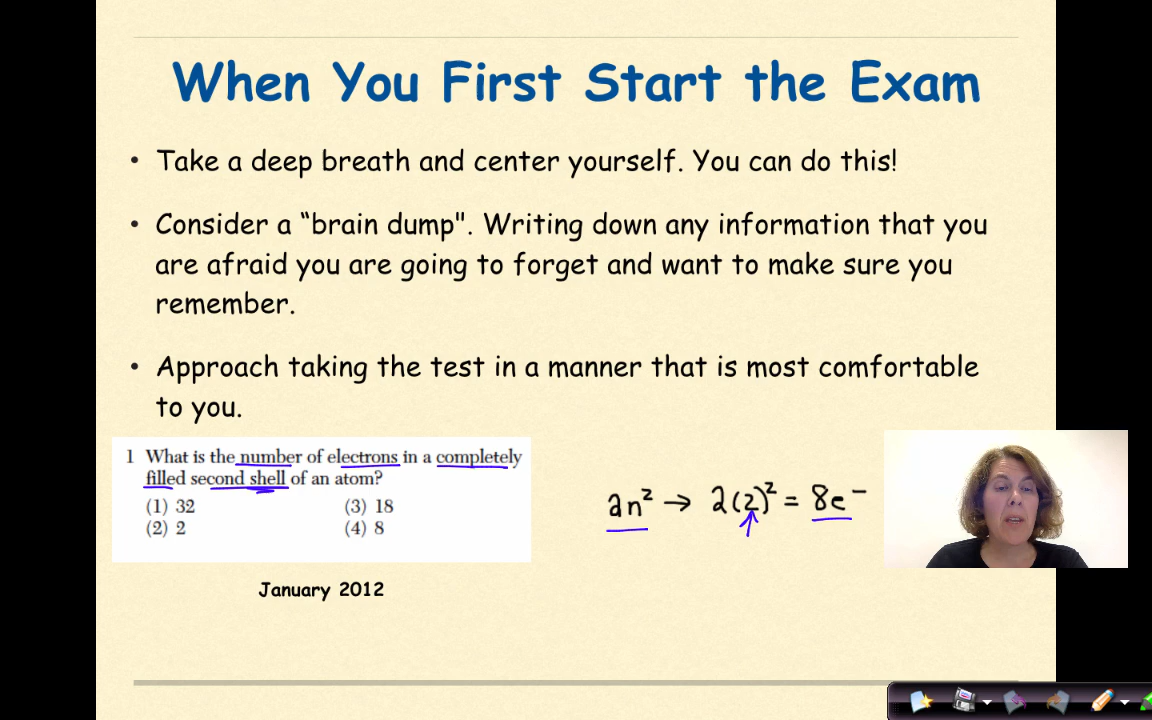 When You First Start the Exam
• Take a deep breath and center yourself. You can do this!
• Consider a “brain dump". Writing down any information that you
are afraid you are going to forget and want to make sure you
remember.
• Approach taking the test in a manner that is most comfortable
to you.
1 What is the number of electrons in a completely
filled second shell of an atom?
(1) 32 (3) 18
(2) 2 (4) 8
2n² → 2(2)² = 8e⁻
January 2012